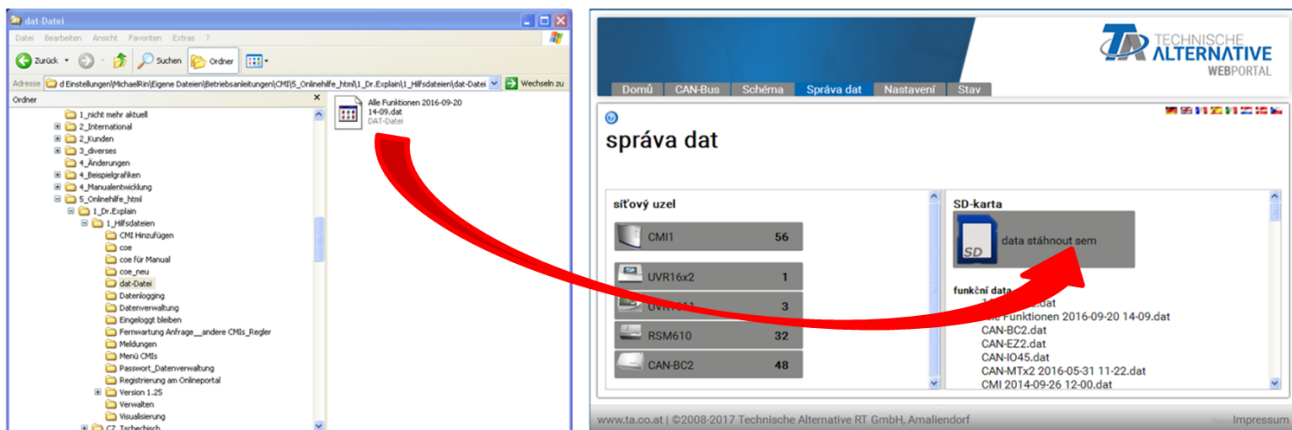 dat-Datei
Datei Bearbeiten Ansicht Favoriten Extras ?
Zurück Suchen Ordner
Adresse d Einstellungen\MichaelRin\Eigene Dateien\Betriebsanleitungen\CMI\5_Onlinehilfe_html\1_Dr.Explain\1_Hilfsdateien\dat-Datei Wechseln zu
Ordner
1_nicht mehr aktuell
2_International
2_Kunden
3_diverses
4_Änderungen
4_Beispielgrafiken
4_Manualentwicklung
5_Onlinehilfe_html
1_Dr.Explain
1_Hilfsdateien
CMI Hinzufügen
coe
coe für Manual
coe_neu
dat-Datei
Datenlogging
Datenverwaltung
Eingeloggt bleiben
Fernwartung Anfrage__andere CMIs_Regler
Meldungen
Menü CMIs
Passwort_Datenverwaltung
Registrierung am Onlineportal
Version 1.25
Verwalten
Visualisierung
CZ_Tschechisch
Alle Funktionen 2016-09-20
14-09.dat
DAT-Datei
TA TECHNISCHE
ALTERNATIVE
WEBPORTAL
Domů CAN-Bus Schéma Správa dat Nastavení Stav
správa dat
síťový uzel
CMI1 56
UVR16x2 1
3
RSM610 32
CAN-BC2 48
SD-karta
SD data stáhnout sem
funkční data
.dat
Funktionen 2016-09-20 14-09.dat
CAN-BC2.dat
CAN-EZ2.dat
CAN-IO45.dat
CAN-MTx2 2016-05-31 11-22.dat
CMI 2014-09-26 12-00.dat
www.ta.co.at | ©2008-2017 Technische Alternative RT GmbH, Amaliendorf Impressum